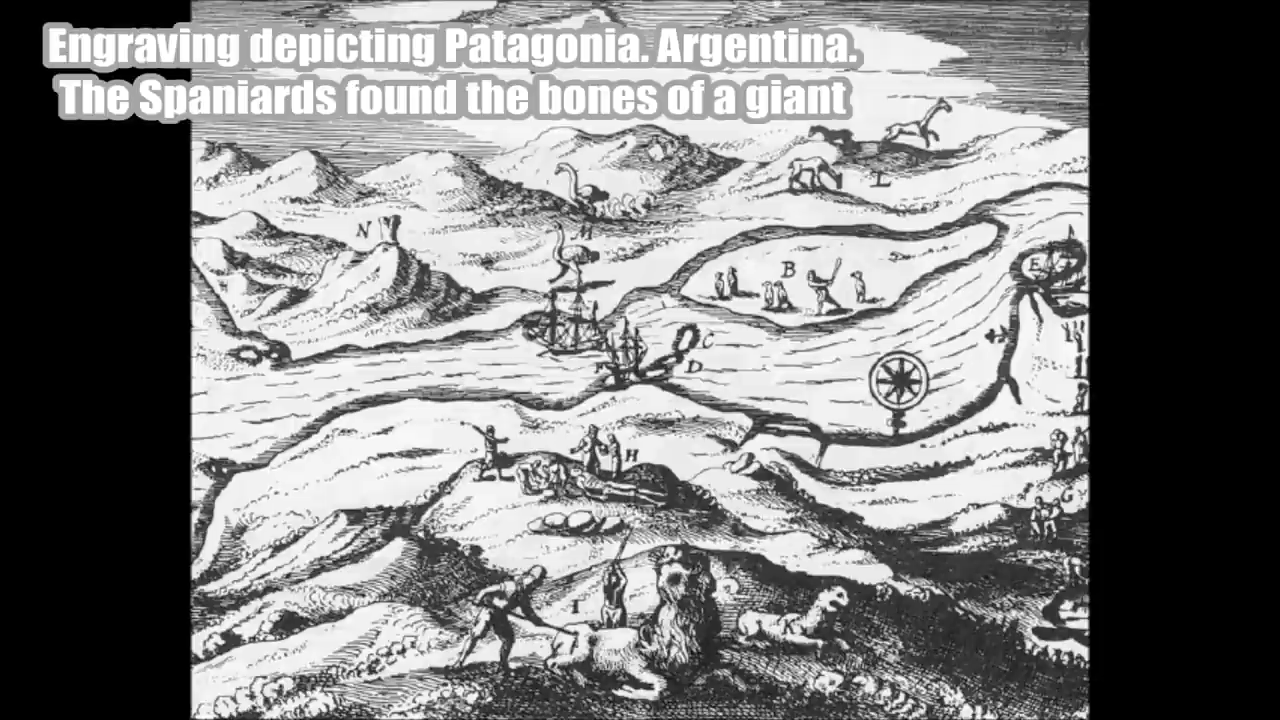 Engraving depicting Patagonia. Argentina.
The Spaniards found the bones of a giant
L
N
M
B
E
C
F D
H
G
I
K